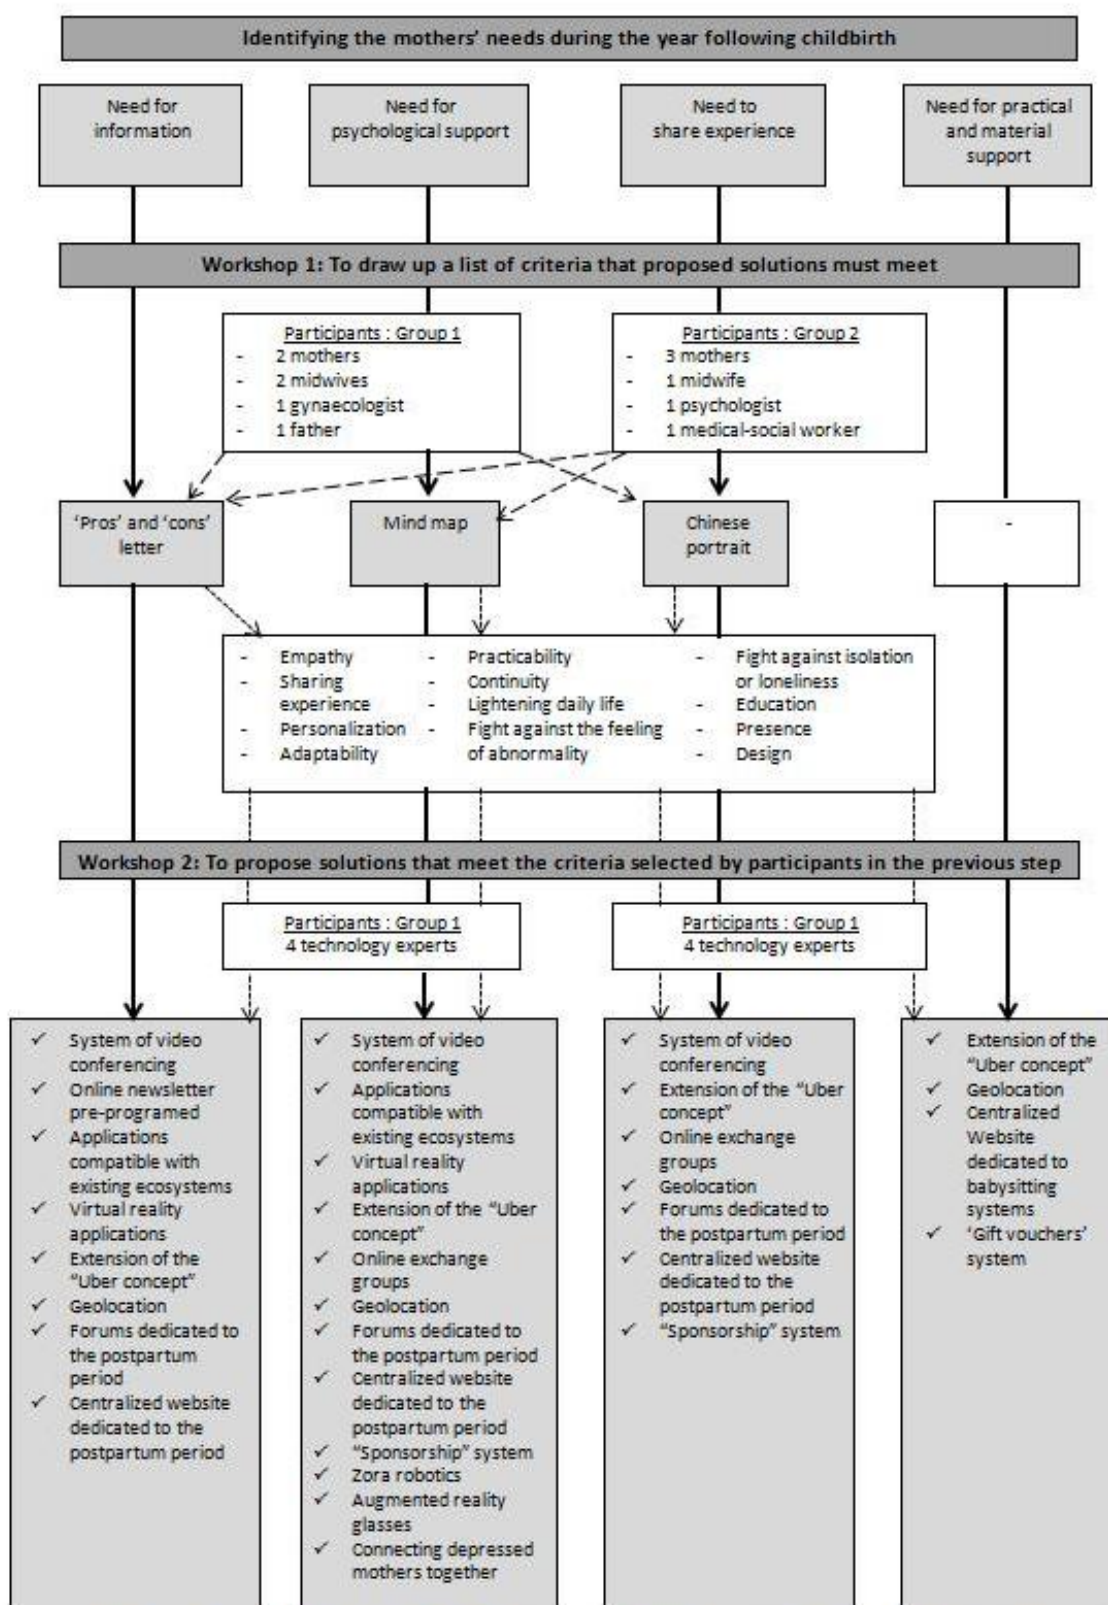 Identifying the mothers’ needs during the year following childbirth
Need for
information
Need for
psychological support
Need to
share experience
Need for practical
and material
support
Workshop 1: To draw up a list of criteria that proposed solutions must meet
Participants : Group 1
- 2 mothers
- 2 midwives
- 1 gynaecologist
- 1 father
Participants : Group 2
- 3 mothers
- 1 midwife
- 1 psychologist
- 1 medical-social worker
‘Pros’ and ‘cons’
letter
Mind map
Chinese
portrait
-
- Empathy
- Sharing
experience
- Personalization
- Adaptability
- Practicability
- Continuity
- Lightening daily life
- Fight against the feeling
of abnormality
- Fight against isolation
or loneliness
- Education
- Presence
- Design
Workshop 2: To propose solutions that meet the criteria selected by participants in the previous step
Participants : Group 1
4 technology experts
Participants : Group 1
4 technology experts
✓ System of video
conferencing
✓ Online newsletter
pre-programed
✓ Applications
compatible with
existing ecosystems
✓ Virtual reality
applications
✓ Extension of the
“Uber concept”
✓ Geolocation
✓ Forums dedicated to
the postpartum
period
✓ Centralized website
dedicated to the
postpartum period
✓ System of video
conferencing
✓ Applications
compatible with
existing ecosystems
✓ Virtual reality
applications
✓ Extension of the “Uber
concept”
✓ Online exchange
groups
✓ Geolocation
✓ Forums dedicated to
the postpartum period
✓ Centralized website
dedicated to the
postpartum period
✓ “Sponsorship” system
✓ Zora robotics
✓ Augmented reality
glasses
✓ Connecting depressed
mothers together
✓ System of video
conferencing
✓ Extension of the “Uber
concept”
✓ Online exchange
groups
✓ Geolocation
✓ Forums dedicated to
the postpartum period
✓ Centralized website
dedicated to the
postpartum period
✓ “Sponsorship” system
✓ Extension of the
“Uber concept”
✓ Geolocation
✓ Centralized
Website
dedicated to
babysitting
systems
✓ ‘Gift vouchers’
system